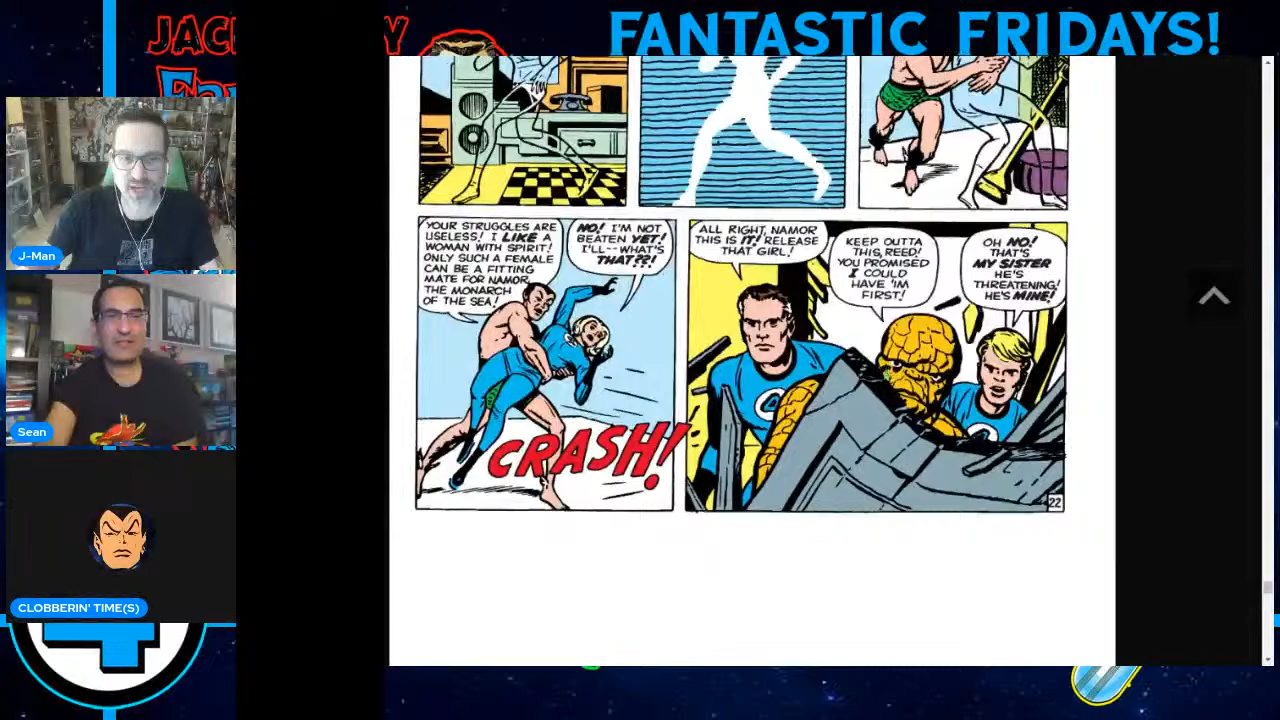 FANTASTIC FRIDAYS!
J-Man
Sean
CLOBBERIN' TIME(S)
YOUR STRUGGLES ARE
USELESS! I LIKE A
WOMAN WITH SPIRIT!
ONLY SUCH A FEMALE
CAN BE A FITTING
MATE FOR NAMOR,
THE MONARCH
OF THE SEA!
NO! I'M NOT
BEATEN YET!
I'LL--WHAT'S
THAT??!
CRASH!
ALL RIGHT, NAMOR
THIS IS IT! RELEASE
THAT GIRL!
KEEP OUTTA
THIS, REED!
YOU PROMISED
I COULD
HAVE 'IM
FIRST!
OH NO!
THAT'S
MY SISTER
HE'S
THREATENING!
HE'S MINE!
22